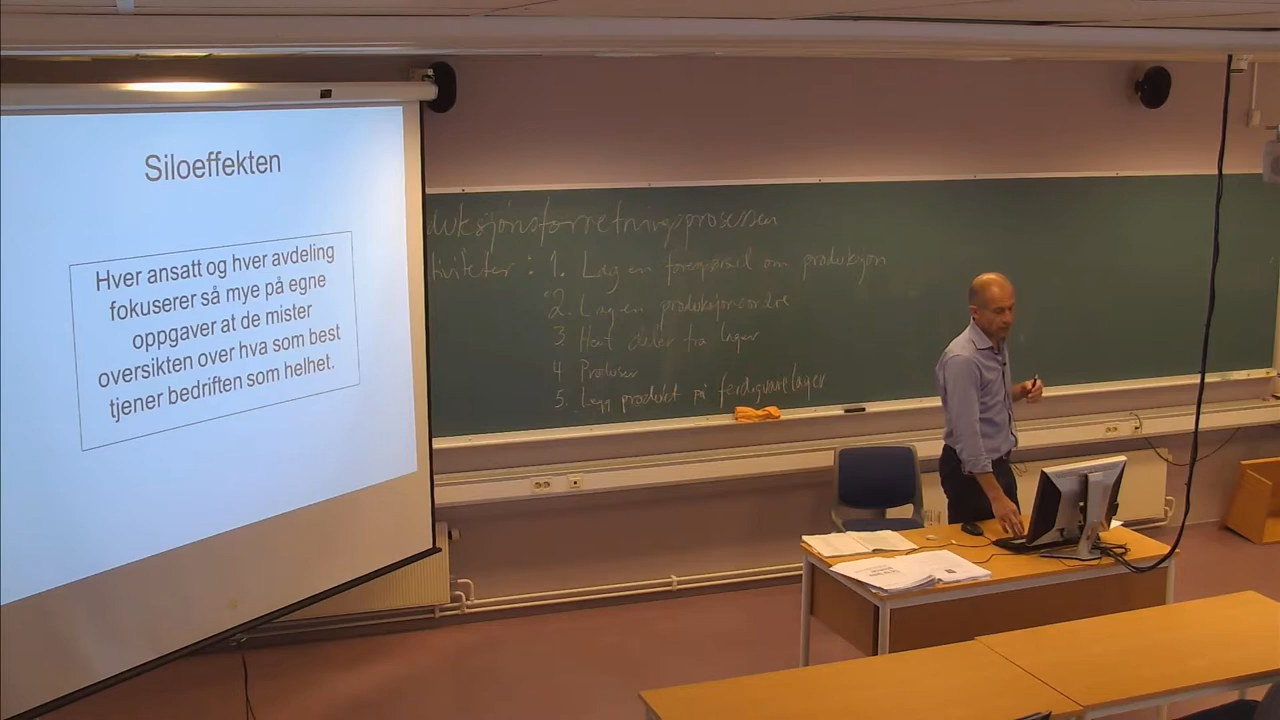 Siloeffekten
Hver ansatt og hver avdeling
fokuserer så mye på egne
oppgaver at de mister
oversikten over hva som best
tjener bedriften som helhet.
duksjonsforretningsprosessen
tiviteter : 1. Lag en forespørsel om produksjon
2. Lag en produksjonsordre
3 Hent deler fra lager
4 Produser
5. Legg produkt på ferdigvarelager